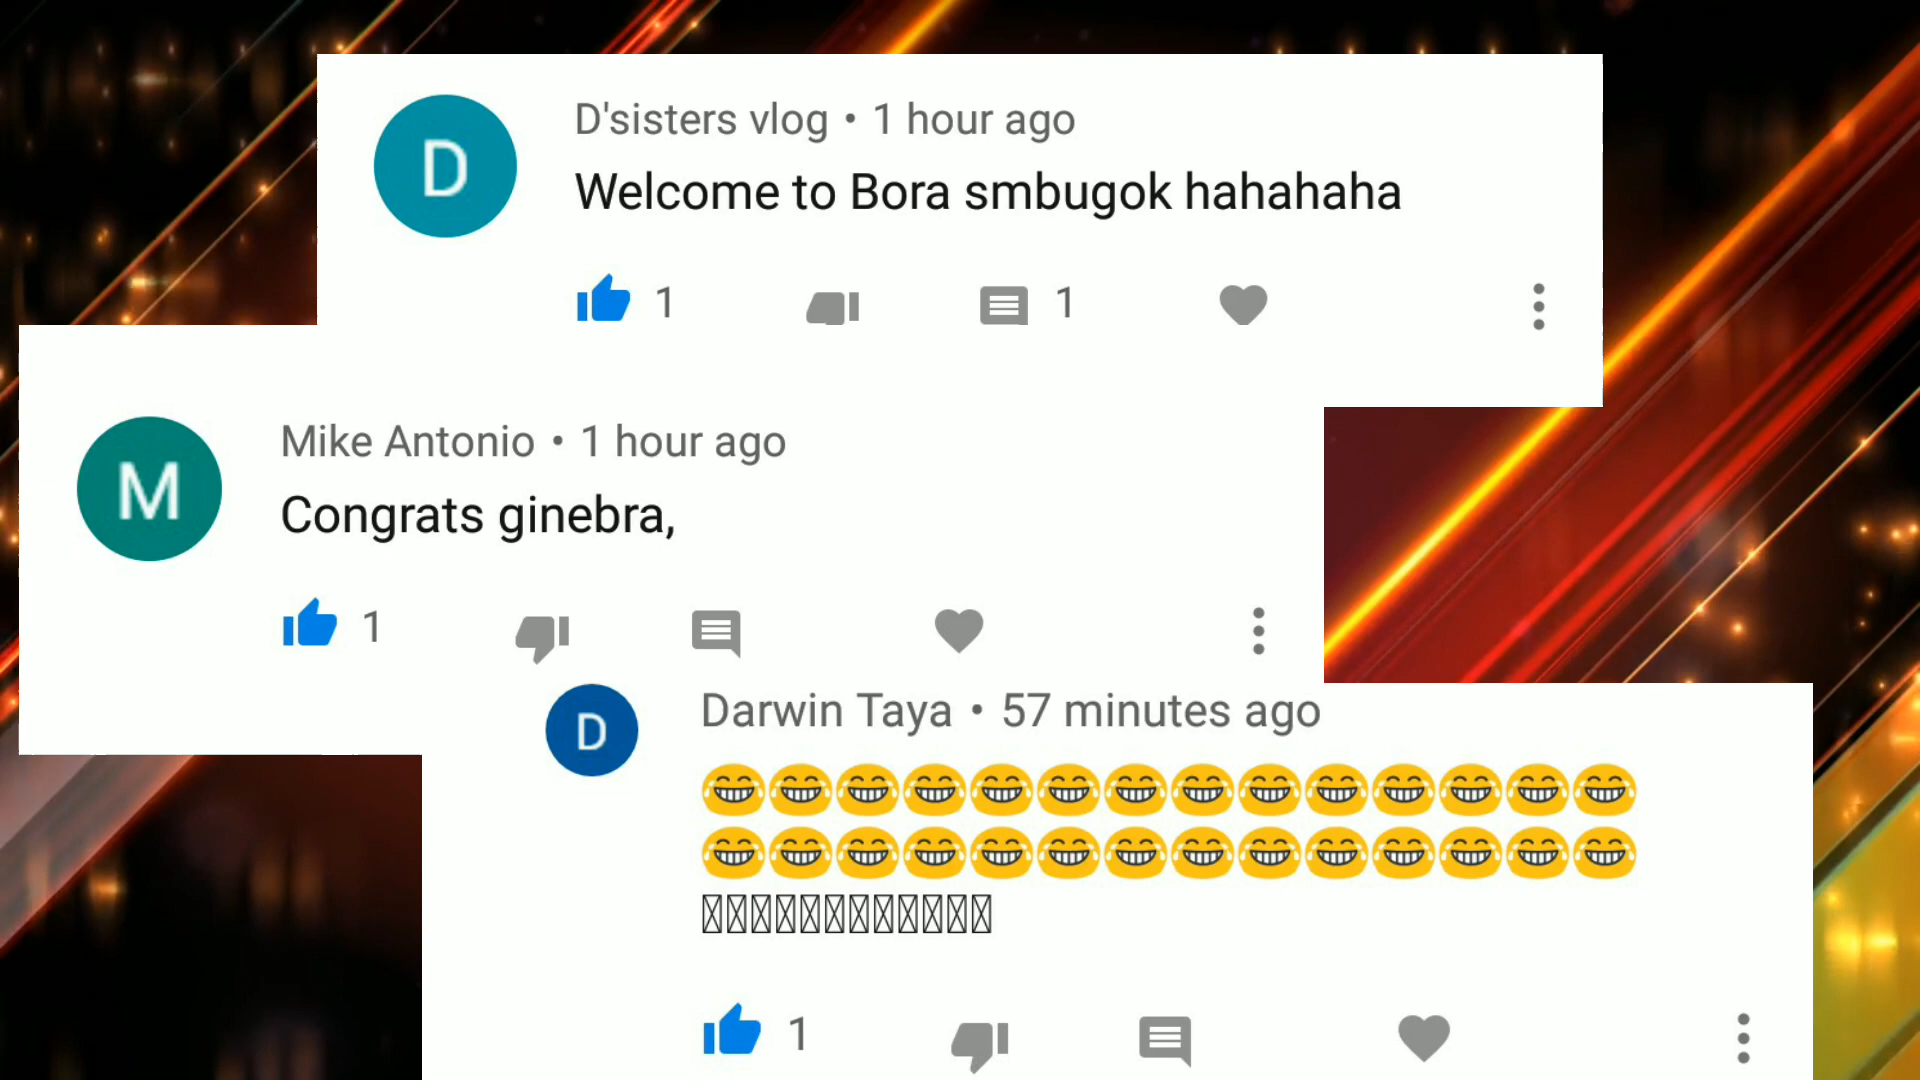 D
D'sisters vlog • 1 hour ago
Welcome to Bora smbugok hahahaha
1
1
M
Mike Antonio • 1 hour ago
Congrats ginebra,
1
D
Darwin Taya • 57 minutes ago
😂😂😂😂😂😂😂😂😂😂😂😂😂😂
😂😂😂😂😂😂😂😂😂😂😂😂😂😂
1